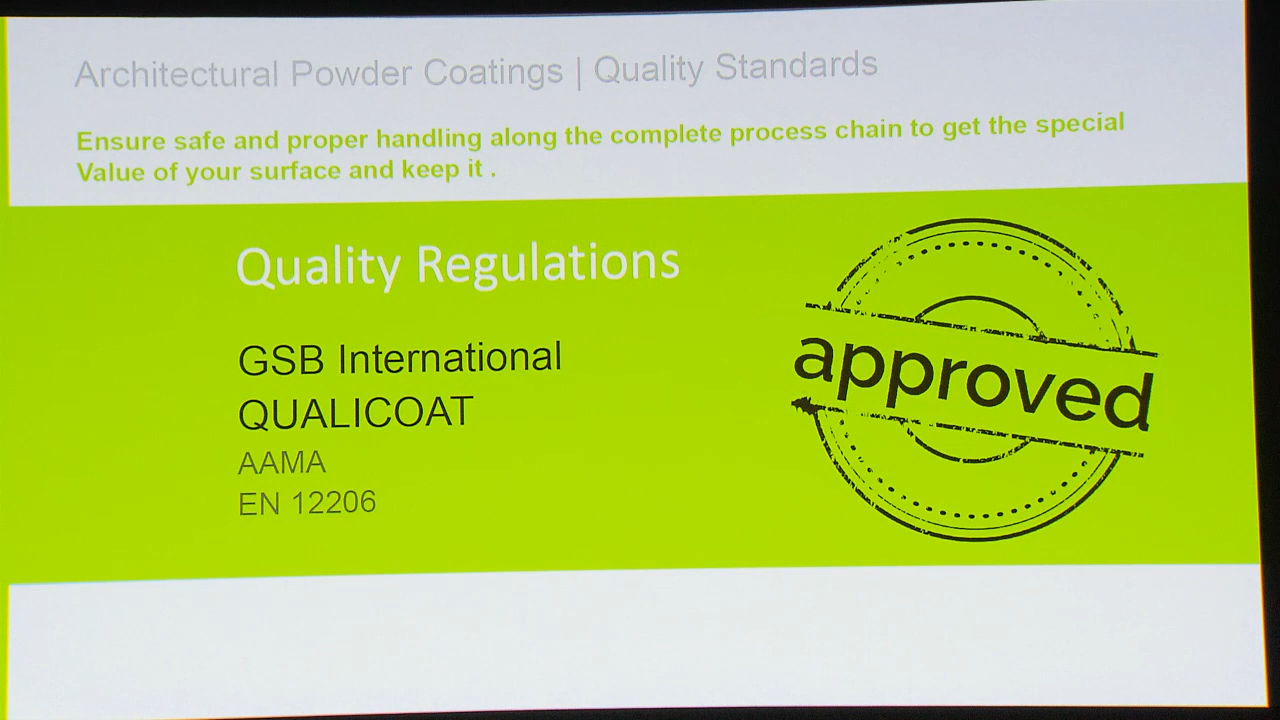 Architectural Powder Coatings | Quality Standards
Ensure safe and proper handling along the complete process chain to get the special
Value of your surface and keep it .
Quality Regulations
GSB International
QUALICOAT
AAMA
EN 12206
approved